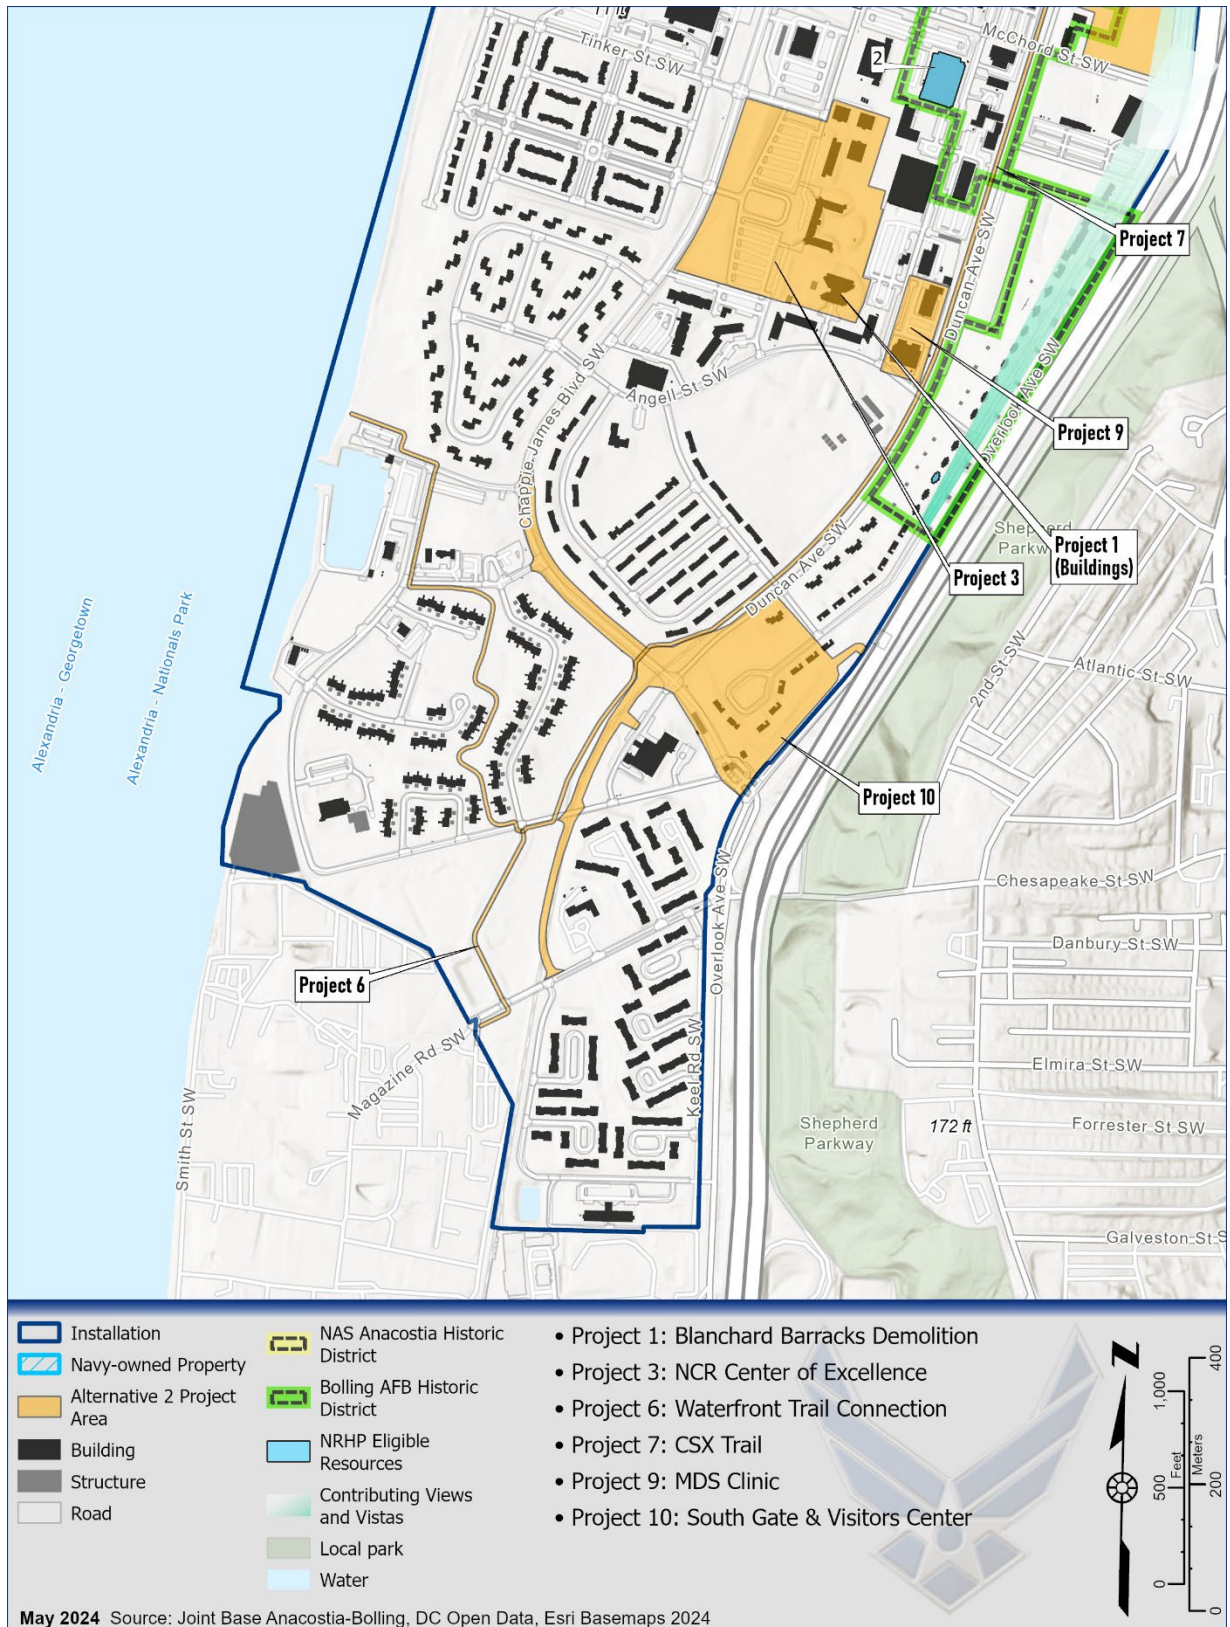 Tinker St SW
McChord St SW
2
Project 7
Duncan Ave SW
Chappie James Blvd SW
Angell St SW
Overlook Ave SW
Project 9
Shepherd
Parkway
Project 1
(Buildings)
Project 3
Duncan Ave SW
Alexandria - Georgetown
Alexandria - Nationals Park
2nd St SW
Atlantic St SW
Project 10
Chesapeake St SW
Overlook Ave SW
Danbury St SW
Project 6
Magazine Rd SW
Keel Rd SW
Elmira St SW
Smith St SW
Shepherd
Parkway
172 ft
Forrester St SW
Galveston St S
Installation
Navy-owned Property
Alternative 2 Project
Area
Building
Structure
Road
NAS Anacostia Historic
District
Bolling AFB Historic
District
NRHP Eligible
Resources
Contributing Views
and Vistas
Local park
Water
• Project 1: Blanchard Barracks Demolition
• Project 3: NCR Center of Excellence
• Project 6: Waterfront Trail Connection
• Project 7: CSX Trail
• Project 9: MDS Clinic
• Project 10: South Gate & Visitors Center
N
0 500 1,000
Feet
Meters
0 200 400
May 2024 Source: Joint Base Anacostia-Bolling, DC Open Data, Esri Basemaps 2024